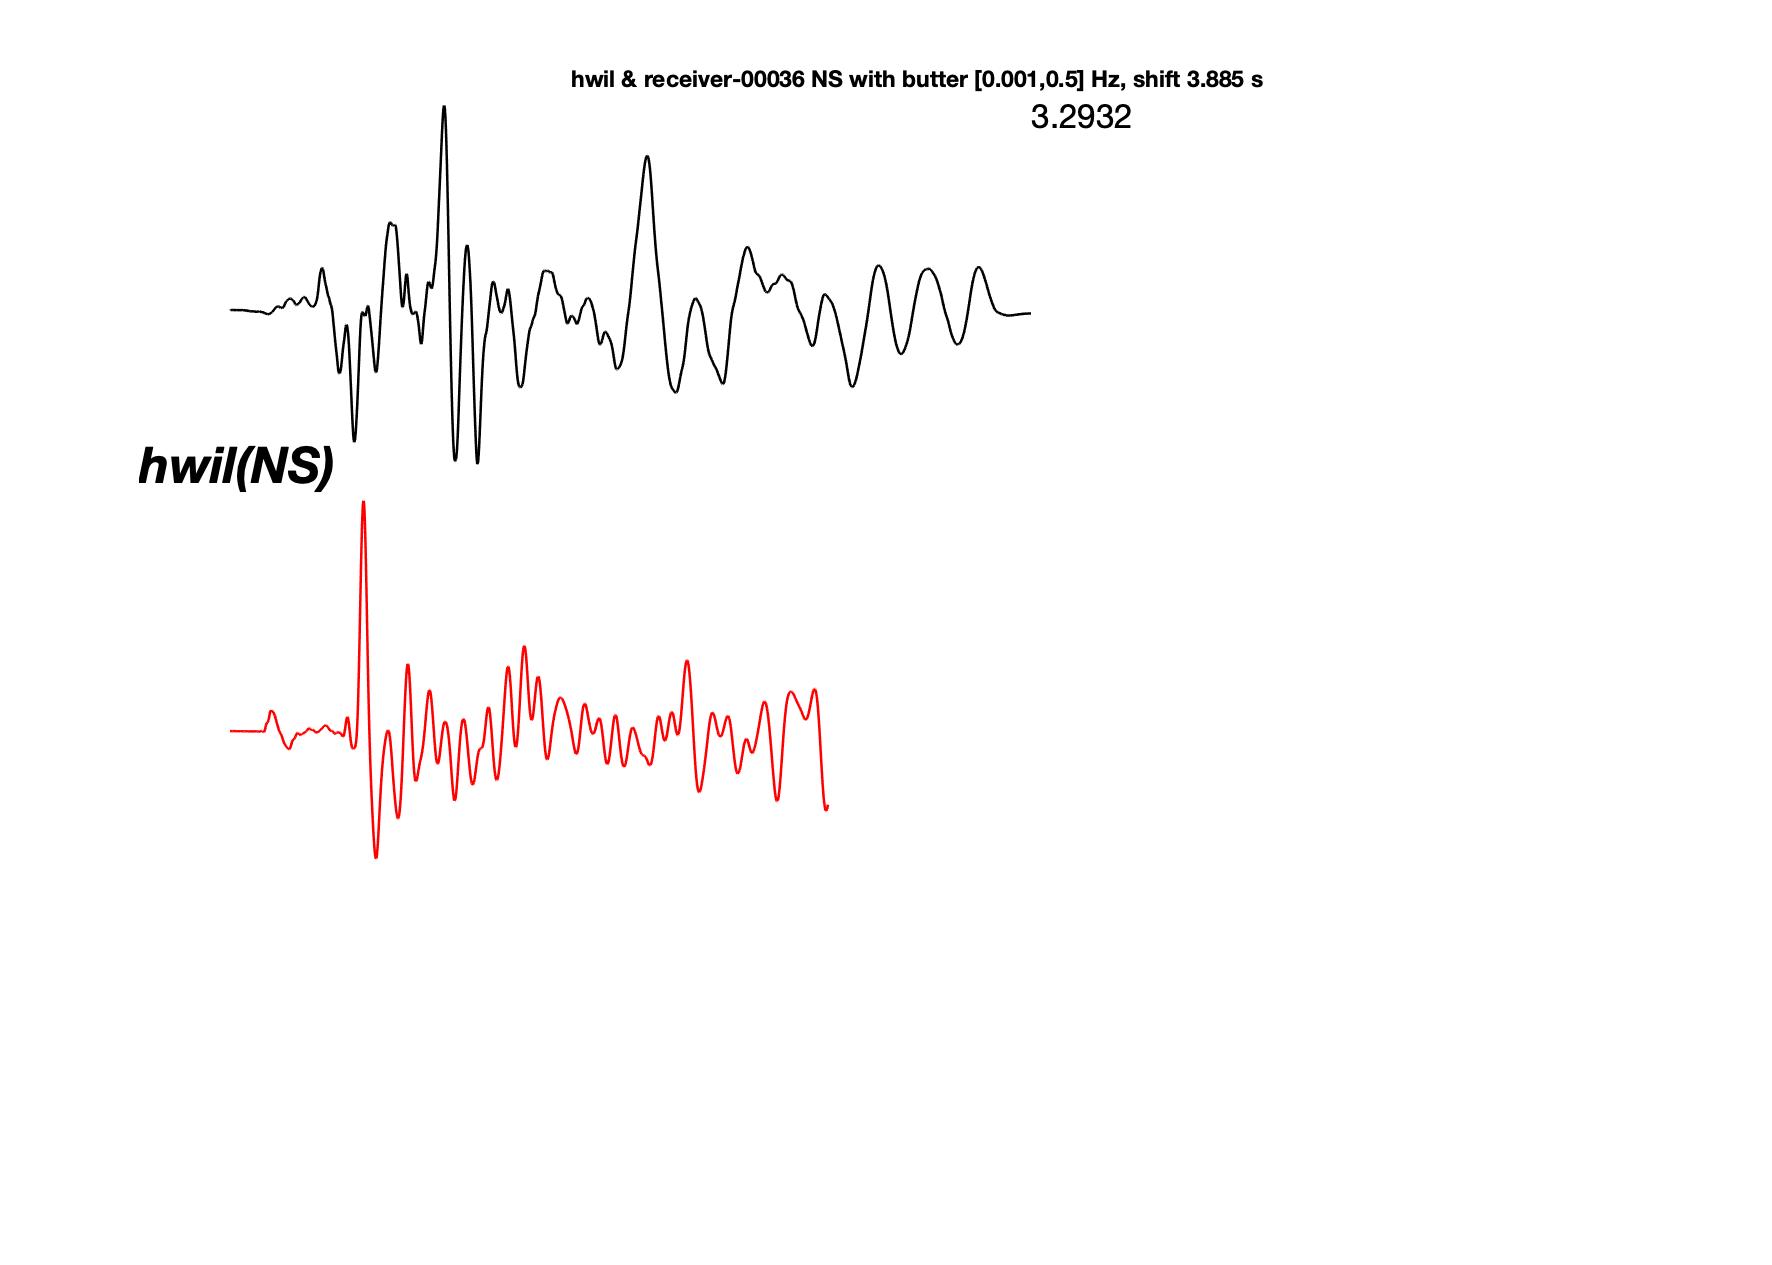 hwil & receiver-00036 NS with butter [0.001,0.5] Hz, shift 3.885 s
3.2932
hwil(NS)